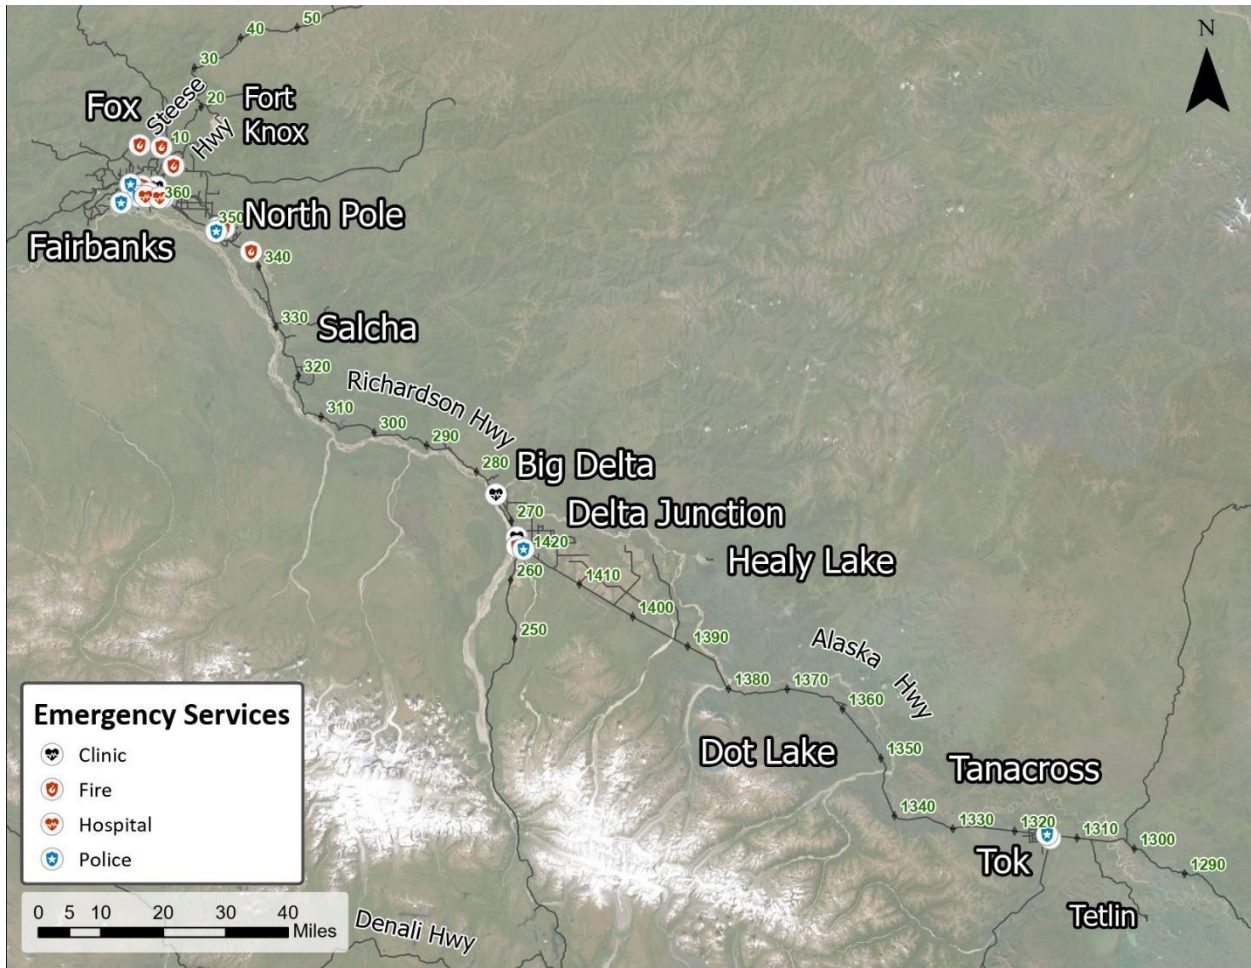 50
40
N
30
Steese
Fox
20
Fort
Knox
10
Hwy
360
North Pole
350
Fairbanks
340
330
Salcha
320
Richardson Hwy
310
300
290
280
Big Delta
270
Delta Junction
1420
Healy Lake
260
1410
1400
250
1390
Alaska
Hwy
1380
1370
1360
Dot Lake
1350
Tanacross
1340
1330
1320
1310
1300
Tok
1290
Tetlin
Emergency Services
Clinic
Fire
Hospital
Police
0 5 10 20 30 40
Miles
Denali Hwy